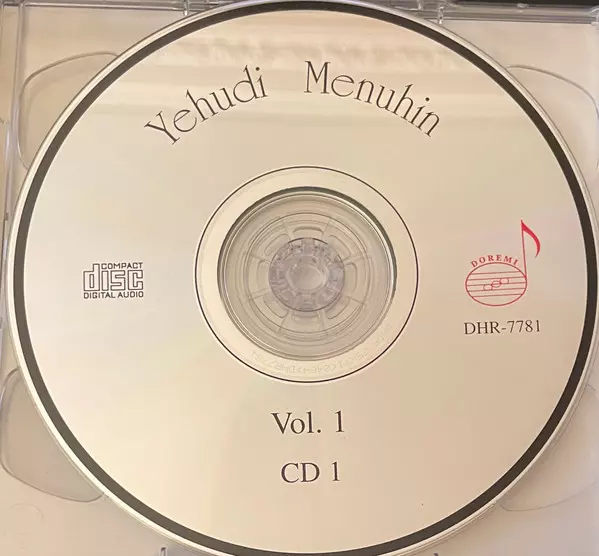 Yehudi Menuhin
COMPACT
disc
DIGITAL AUDIO
DOREMI
DHR-7781
Vol. 1
CD 1